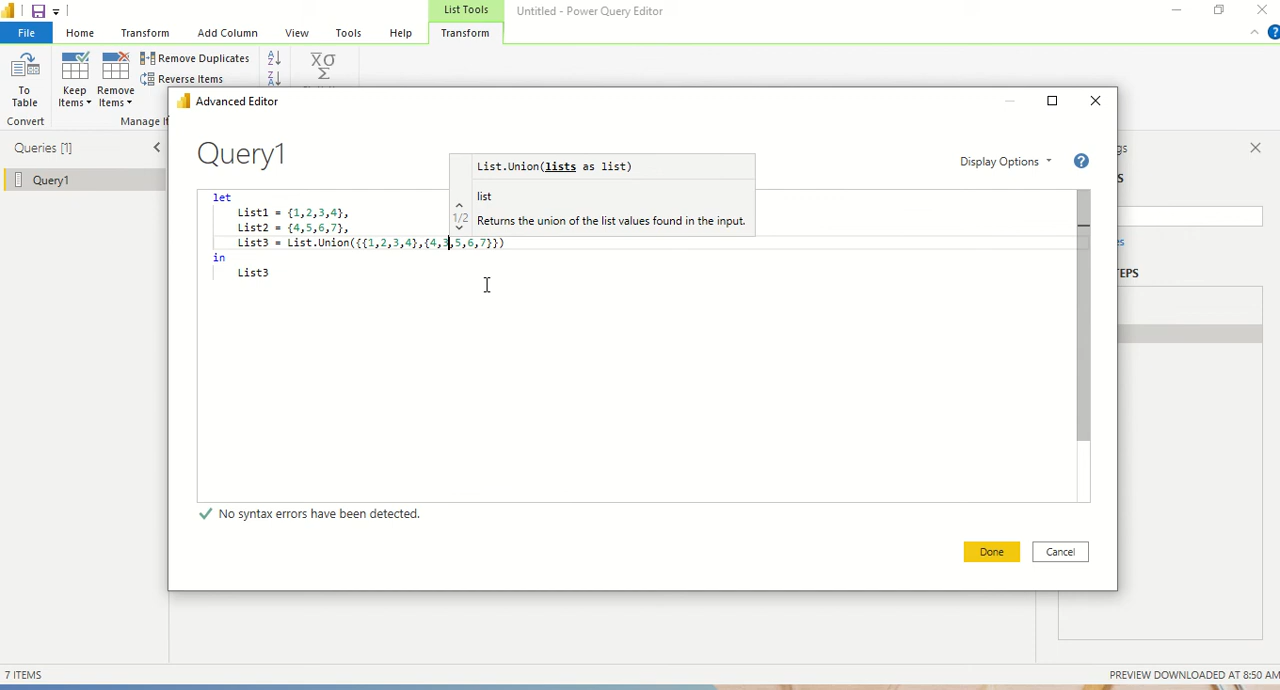 List Tools
Untitled - Power Query Editor
File
Home
Transform
Add Column
View
Tools
Help
Transform
To Table
Keep Items
Remove Items
Remove Duplicates
Reverse Items
Convert
Manage
Queries [1]
Query1
Advanced Editor
Query1
Display Options
let
List1 = {1,2,3,4},
List2 = {4,5,6,7},
List3 = List.Union({{1,2,3,4},{4,3,5,6,7}})
in
List3
List.Union(lists as list)
list
1/2
Returns the union of the list values found in the input.
No syntax errors have been detected.
Done
Cancel
7 ITEMS
PREVIEW DOWNLOADED AT 8:50 AM